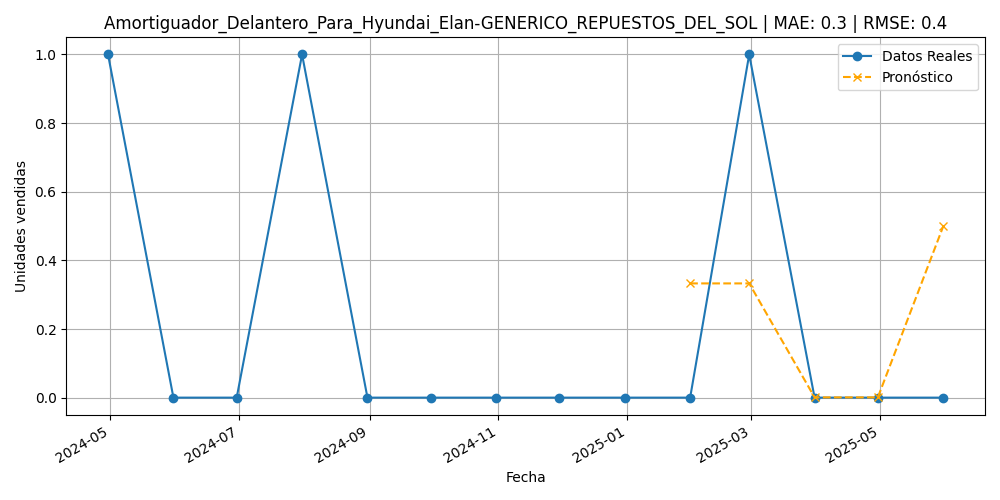 Amortiguador_Delantero_Para_Hyundai_Elan-GENERICO_REPUESTOS_DEL_SOL | MAE: 0.3 | RMSE: 0.4
Datos Reales
Pronóstico
Unidades vendidas
1.0
0.8
0.6
0.4
0.2
0.0
2024-05
2024-07
2024-09
2024-11
2025-01
2025-03
2025-05
Fecha